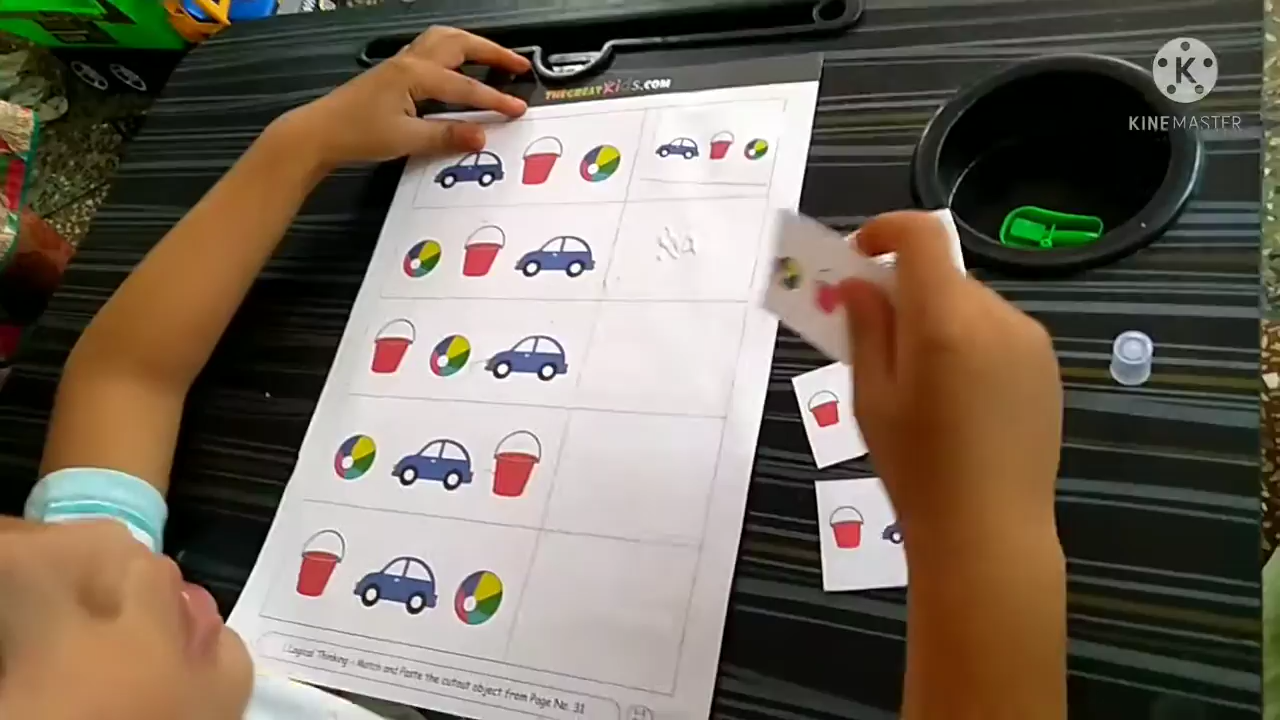 THEGREATKidS.COM
K
KINEMASTER
Logical Thinking - Match and Paste the cutout object from Page No. 31